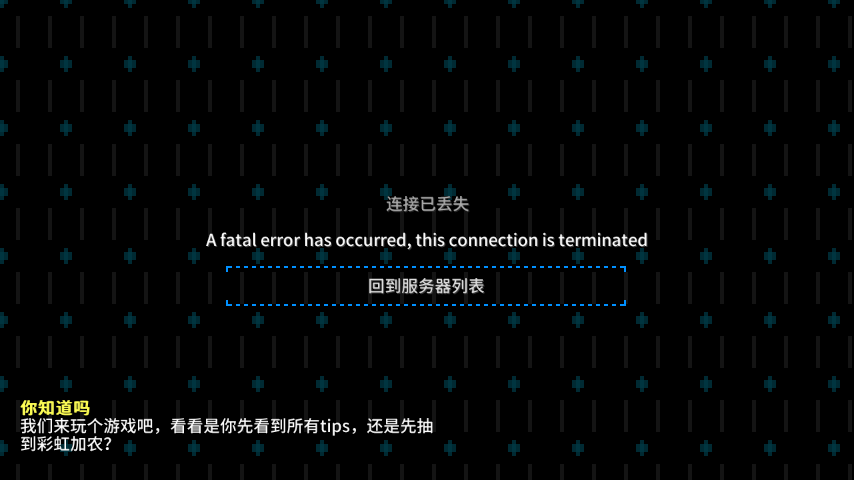 连接已丢失
A fatal error has occurred, this connection is terminated
回到服务器列表
你知道吗
我们来玩个游戏吧，看看是你先看到所有tips，还是先抽
到彩虹加农？